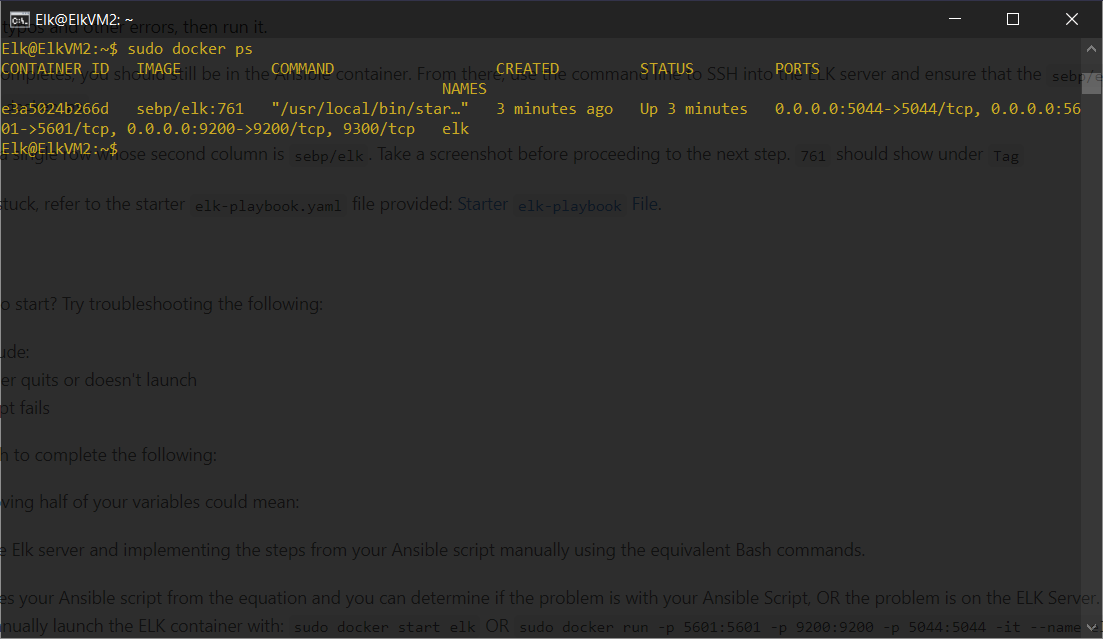 Elk@ElkVM2: ~
typos and other errors, then run it.
Elk@ElkVM2:~$ sudo docker ps
CONTAINER ID   IMAGE          COMMAND                  CREATED         STATUS         PORTS
ompletes, you should still be in the Ansible container. From there, use the command line to SSH into the ELK server and ensure that the sebp/e
NAMES
e3a5024b266d   sebp/elk:761   "/usr/local/bin/star…"   3 minutes ago   Up 3 minutes   0.0.0.0:5044->5044/tcp, 0.0.0.0:56
01->5601/tcp, 0.0.0.0:9200->9200/tcp, 9300/tcp   elk
Elk@ElkVM2:~$
a single row whose second column is sebp/elk. Take a screenshot before proceeding to the next step. 761 should show under Tag
stuck, refer to the starter elk-playbook.yaml file provided: Starter elk-playbook File.
o start? Try troubleshooting the following:
ude:
er quits or doesn't launch
pt fails
h to complete the following:
ving half of your variables could mean:
e Elk server and implementing the steps from your Ansible script manually using the equivalent Bash commands.
es your Ansible script from the equation and you can determine if the problem is with your Ansible Script, OR the problem is on the ELK Server.
nually launch the ELK container with: sudo docker start elk OR sudo docker run -p 5601:5601 -p 9200:9200 -p 5044:5044 -it --name